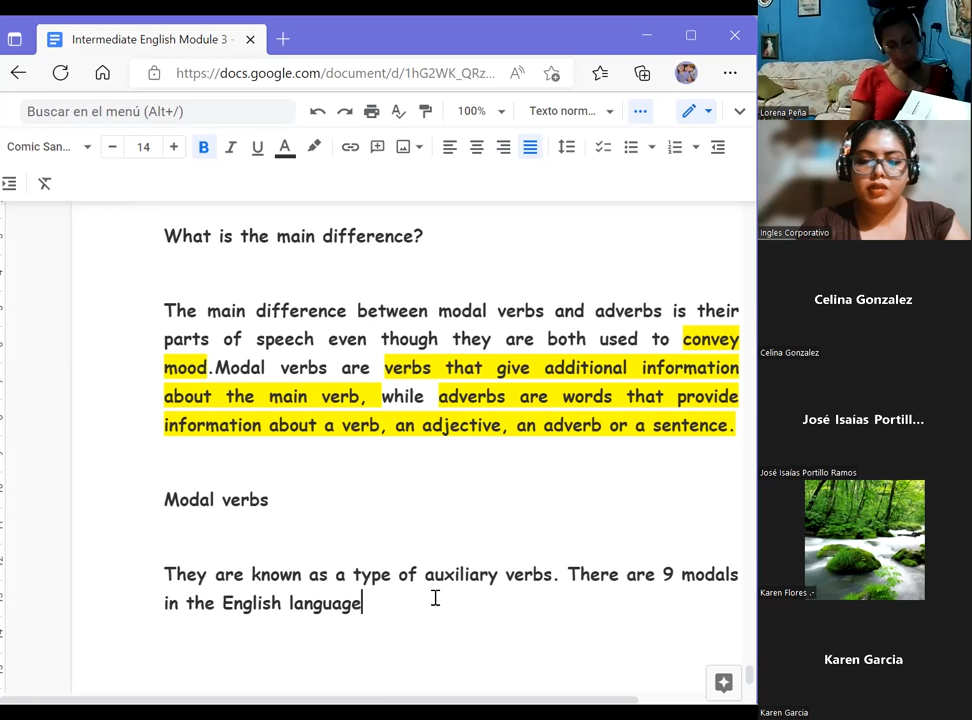 Intermediate English Module 3 -
https://docs.google.com/document/d/1hG2WK_QRz...
Buscar en el menú (Alt+/)
100%
Texto norm...
Comic San...
14
B
I
U
A
What is the main difference?
The main difference between modal verbs and adverbs is their
parts of speech even though they are both used to convey
mood.Modal verbs are verbs that give additional information
about the main verb, while adverbs are words that provide
information about a verb, an adjective, an adverb or a sentence.
Modal verbs
They are known as a type of auxiliary verbs. There are 9 modals
in the English language
Lorena Peña
Ingles Corporativo
Celina Gonzalez
Celina Gonzalez
José Isaías Portill...
José Isaías Portillo Ramos
Karen Flores .-
Karen Garcia
Karen Garcia